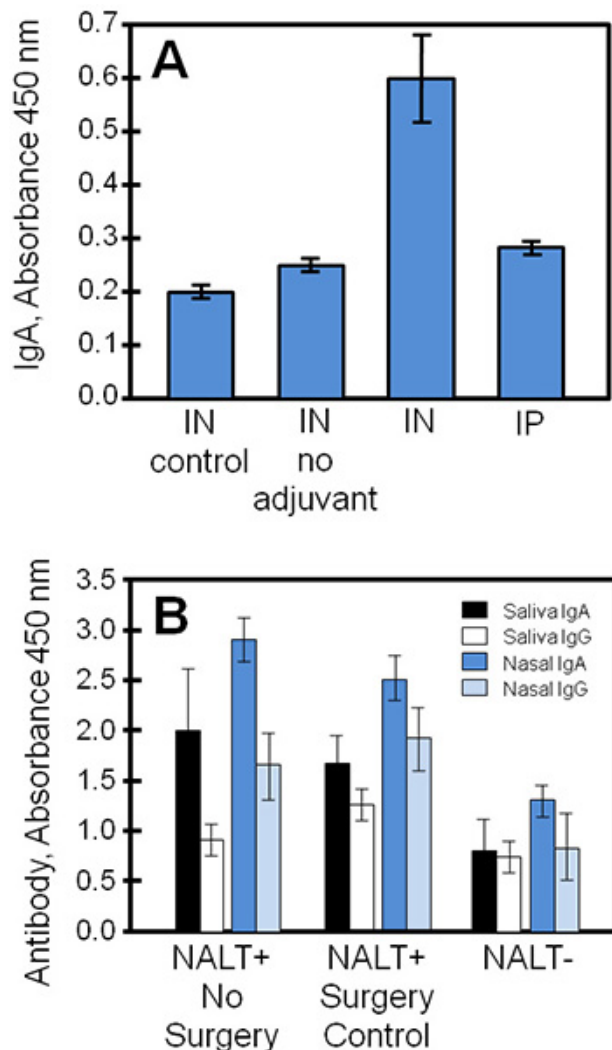 A
IgA, Absorbance 450 nm
0.7
0.6
0.5
0.4
0.3
0.2
0.1
0.0
IN control
IN no adjuvant
IN
IP
B
Antibody, Absorbance 450 nm
3.5
3.0
2.5
2.0
1.5
1.0
0.5
0.0
Saliva IgA
Saliva IgG
Nasal IgA
Nasal IgG
NALT+
No
Surgery
NALT+
Surgery
Control
NALT-